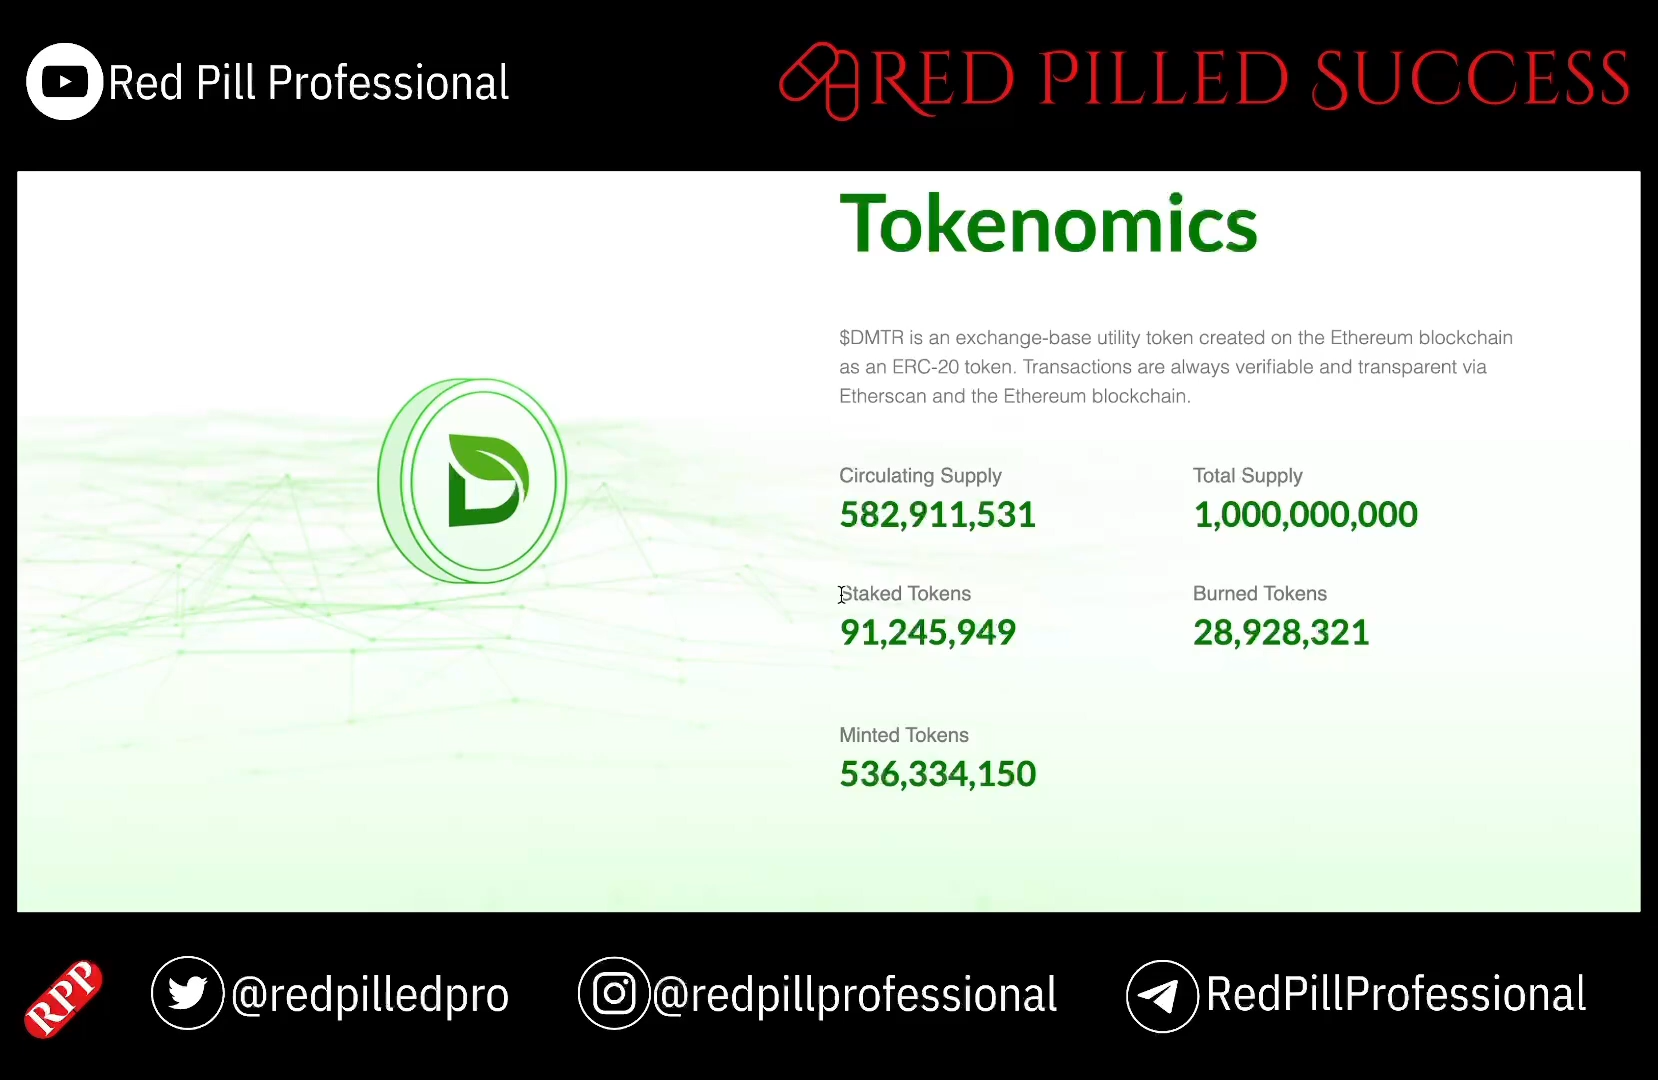 Red Pill Professional
RED PILLED SUCCESS
Tokenomics
$DMTR is an exchange-base utility token created on the Ethereum blockchain
as an ERC-20 token. Transactions are always verifiable and transparent via
Etherscan and the Ethereum blockchain.
Circulating Supply
582,911,531
Total Supply
1,000,000,000
Staked Tokens
91,245,949
Burned Tokens
28,928,321
Minted Tokens
536,334,150
RPP
@redpilledpro
@redpillprofessional
RedPillProfessional